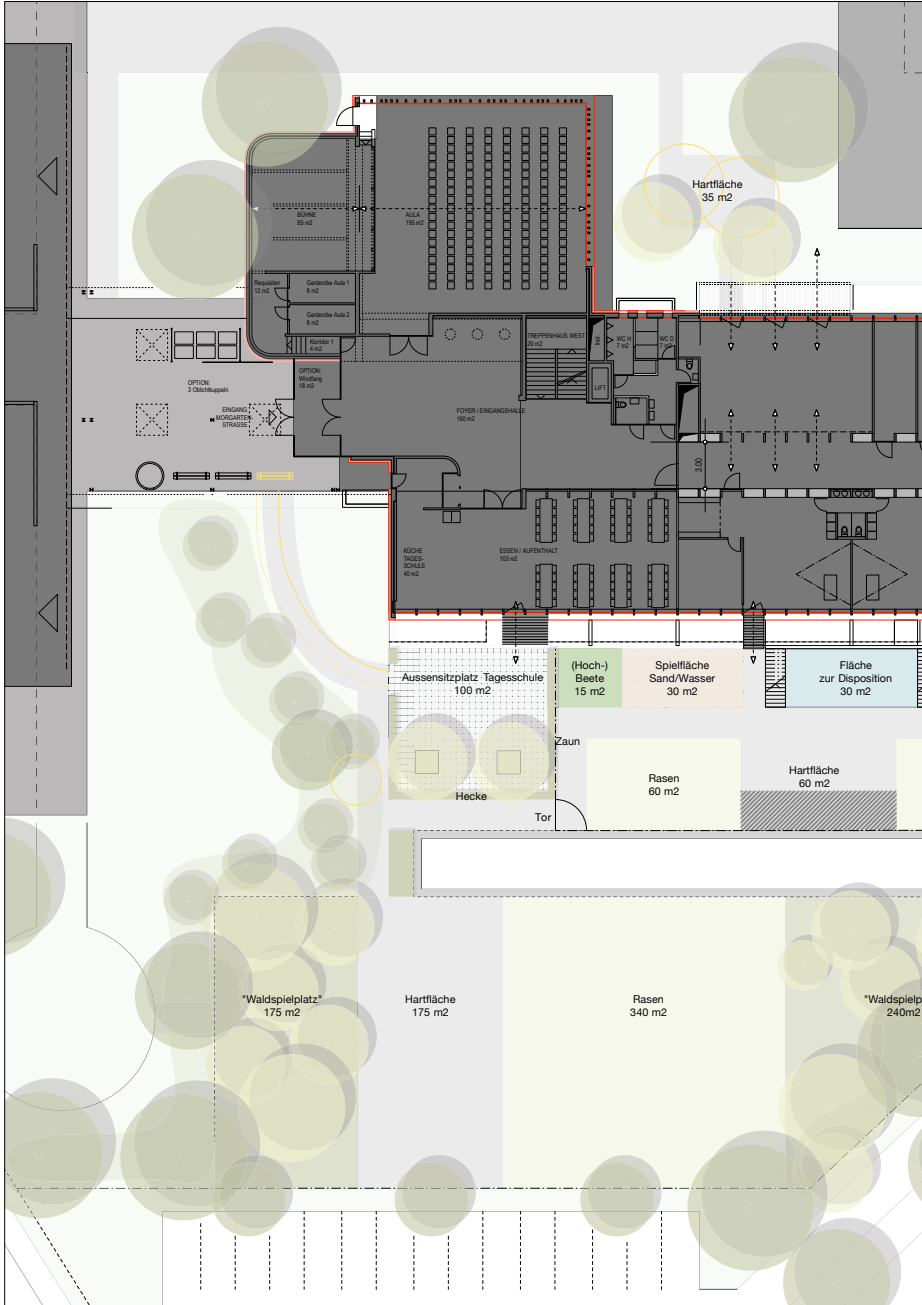 Hartfläche
35 m2
BÜHNE
65 m2
AULA
195 m2
Requisiten
12 m2
Garderobe Aula 1
8 m2
Garderobe Aula 2
8 m2
Korridor 1
4 m2
OPTION:
Windfang
18 m2
OPTION:
3 Oblichtkuppeln
EINGANG
MORGARTEN-
STRASSE
TREPPENHAUS WEST
20 m2
Inst.
WC H
7 m2
WC D
7 m2
LIFT
FOYER / EINGANGSHALLE
160 m2
3.00
KÜCHE
TAGES-
SCHULE
40 m2
ESSEN / AUFENTHALT
103 m2
Aussensitzplatz Tagesschule
100 m2
(Hoch-)
Beete
15 m2
Spielfläche
Sand/Wasser
30 m2
Fläche
zur Disposition
30 m2
Zaun
Rasen
60 m2
Hartfläche
60 m2
Hecke
Tor
"Waldspielplatz"
175 m2
Hartfläche
175 m2
Rasen
340 m2
"Waldspielp
240m2